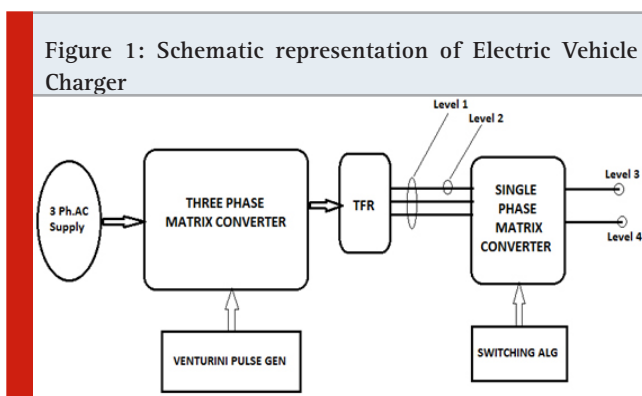 Figure 1: Schematic representation of Electric Vehicle
Charger
Level 1
Level 2
3 Ph.AC
Supply
THREE PHASE
MATRIX CONVERTER
TFR
SINGLE
PHASE
MATRIX
CONVERTER
Level 3
Level 4
VENTURINI PULSE GEN
SWITCHING ALG